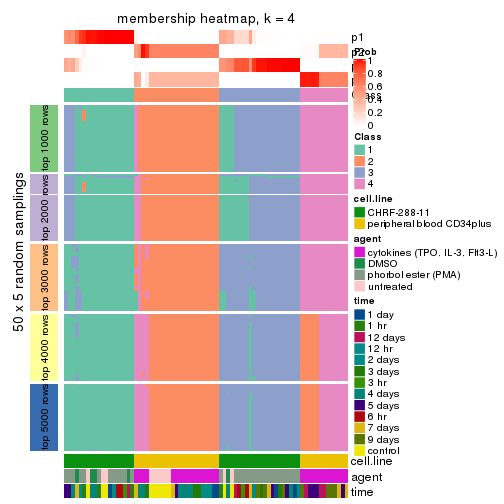 membership heatmap, k = 4
p1
p2
Prob
1
0.8
0.6
0.4
0.2
0
Class
1
2
3
4
cell.line
CHRF-288-11
peripheral blood CD34plus
agent
cytokines (TPO, IL-3, Flt3-L)
DMSO
phorbol ester (PMA)
untreated
time
1 day
1 hr
12 days
12 hr
2 days
3 days
3 hr
4 days
5 days
6 hr
7 days
9 days
control
50 x 5 random samplings
top 1000 rows
top 2000 rows
top 3000 rows
top 4000 rows
top 5000 rows
cell.line
agent
time